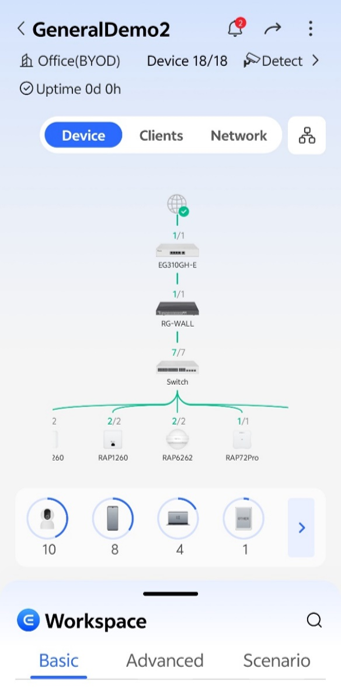 GeneralDemo2
2
Office(BYOD) Device 18/18 Detect
Uptime 0d 0h
Device Clients Network
1/1
EG310GH-E
1/1
RG-WALL
7/7
Switch
2 2/2 2/2 1/1
260 RAP1260 RAP6262 RAP72Pro
10 8 4 1
Workspace
Basic Advanced Scenario